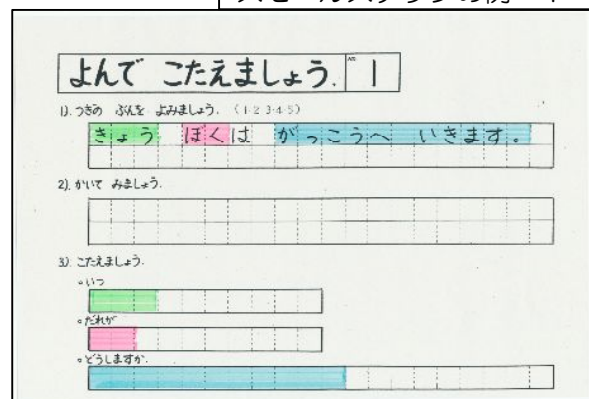 よんで こたえましょう. No 1
1). つぎの ぶんを よみましょう. (1・2・3・4・5)
きょう ぼくは がっこうへ いきます。
2). かいて みましょう.
3). こたえましょう.
・いつ
・だれが
・どうしますか.